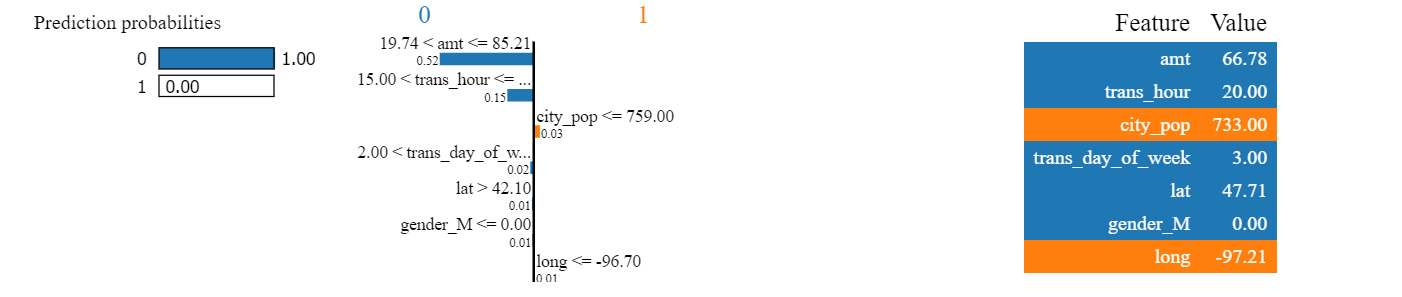 Prediction probabilities
0 1.00
1 0.00
0 1
19.74 < amt <= 85.21
0.52
15.00 < trans_hour <= ...
0.15
city_pop <= 759.00
0.03
2.00 < trans_day_of_w...
0.02
lat > 42.10
0.01
gender_M <= 0.00
0.01
long <= -96.70
0.01
Feature Value
amt 66.78
trans_hour 20.00
city_pop 733.00
trans_day_of_week 3.00
lat 47.71
gender_M 0.00
long -97.21